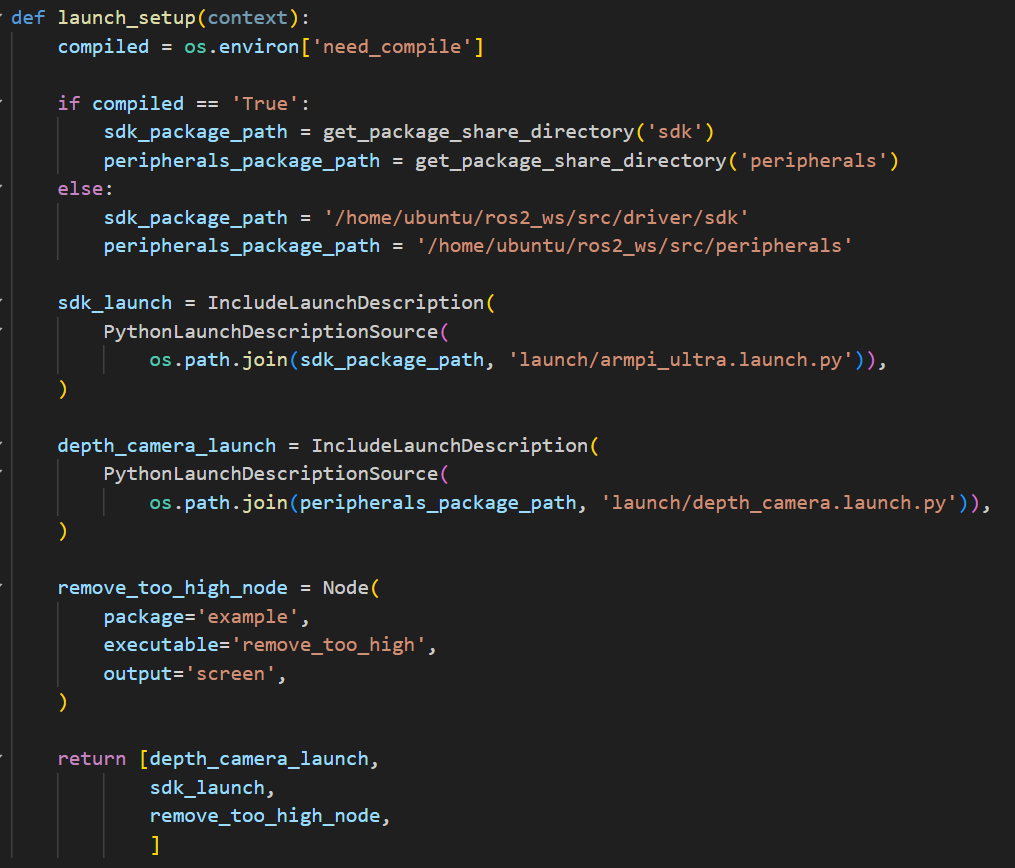 def launch_setup(context):
    compiled = os.environ['need_compile']

    if compiled == 'True':
        sdk_package_path = get_package_share_directory('sdk')
        peripherals_package_path = get_package_share_directory('peripherals')
    else:
        sdk_package_path = '/home/ubuntu/ros2_ws/src/driver/sdk'
        peripherals_package_path = '/home/ubuntu/ros2_ws/src/peripherals'

    sdk_launch = IncludeLaunchDescription(
        PythonLaunchDescriptionSource(
            os.path.join(sdk_package_path, 'launch/armpi_ultra.launch.py')),
    )

    depth_camera_launch = IncludeLaunchDescription(
        PythonLaunchDescriptionSource(
            os.path.join(peripherals_package_path, 'launch/depth_camera.launch.py')),
    )

    remove_too_high_node = Node(
        package='example',
        executable='remove_too_high',
        output='screen',
    )

    return [depth_camera_launch,
            sdk_launch,
            remove_too_high_node,
            ]